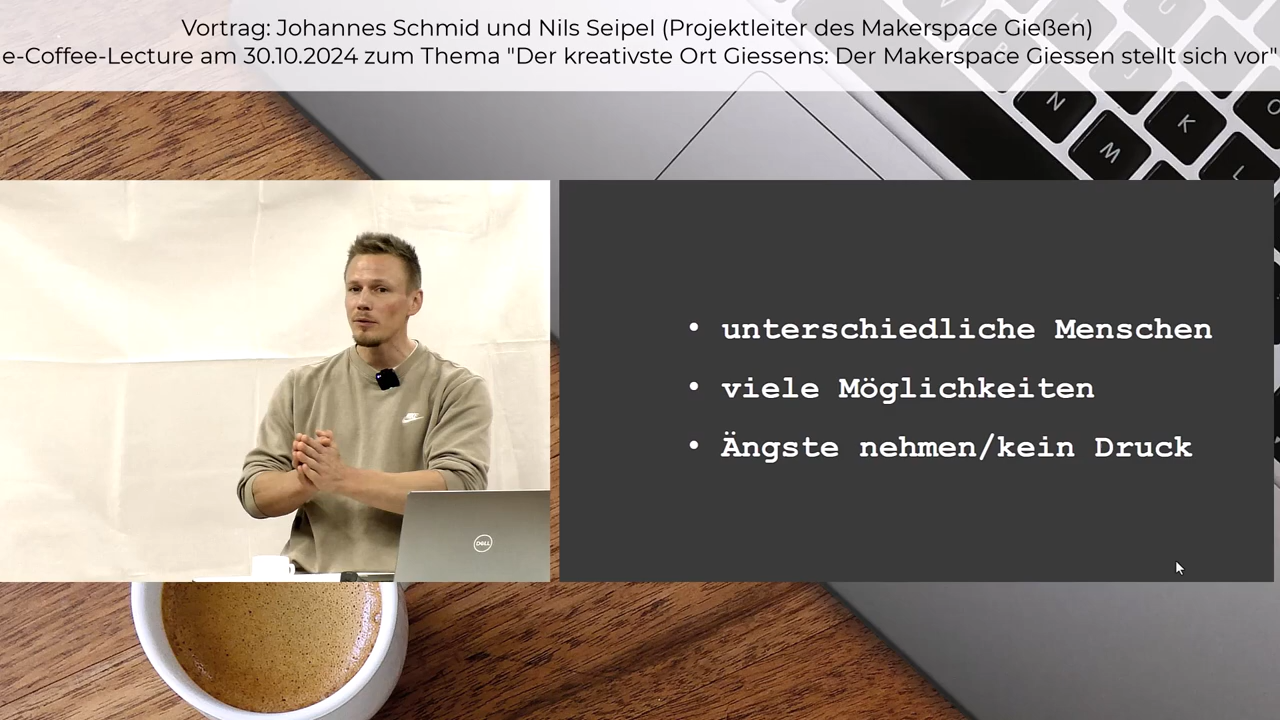 Vortrag: Johannes Schmid und Nils Seipel (Projektleiter des Makerspace Gießen)
e-Coffee-Lecture am 30.10.2024 zum Thema "Der kreativste Ort Giessens: Der Makerspace Giessen stellt sich vor"
N
M
J
K
L
U
O
• unterschiedliche Menschen
• viele Möglichkeiten
• Ängste nehmen/kein Druck
DELL